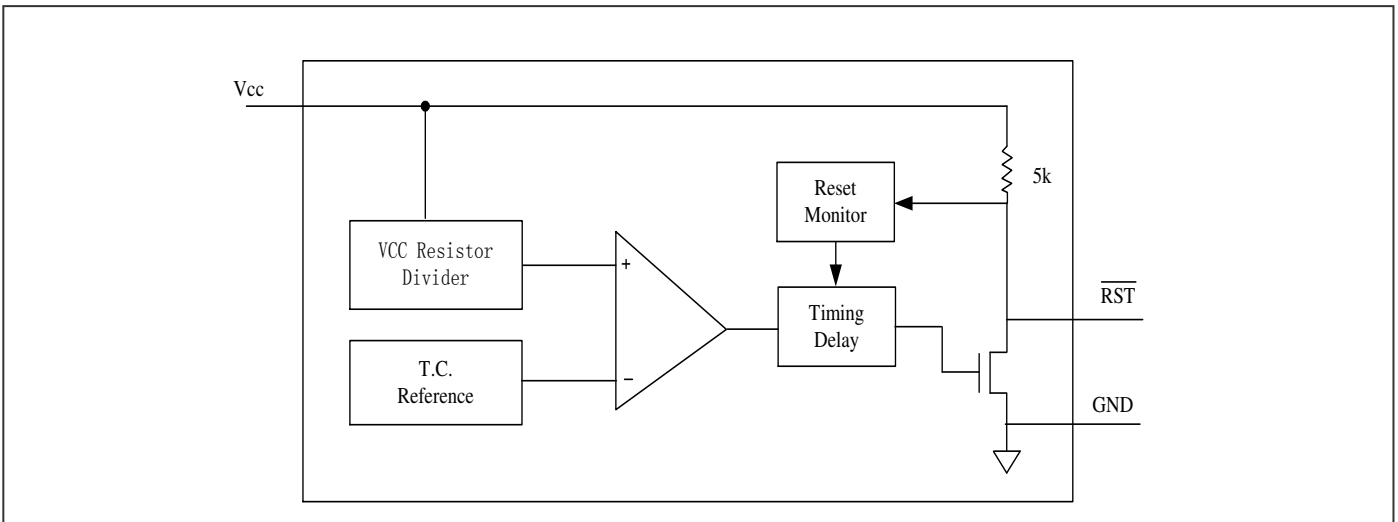 Vcc
5k
Reset
Monitor
VCC Resistor
Divider
+
RST
Timing
Delay
T.C.
Reference
−
GND